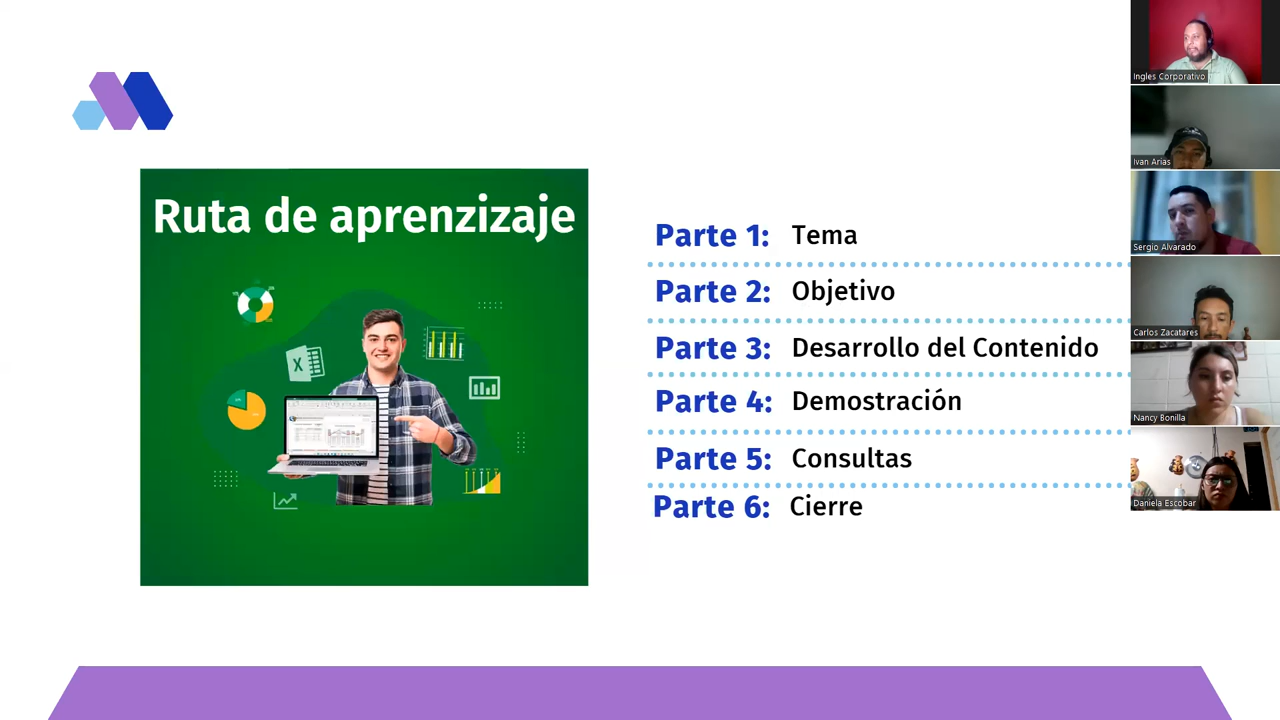 Ruta de aprenzizaje
Parte 1: Tema
Parte 2: Objetivo
Parte 3: Desarrollo del Contenido
Parte 4: Demostración
Parte 5: Consultas
Parte 6: Cierre
Ingles Corporativo
Ivan Arias
Sergio Alvarado
Carlos Zacatares
Nancy Bonilla
Daniela Escobar
X